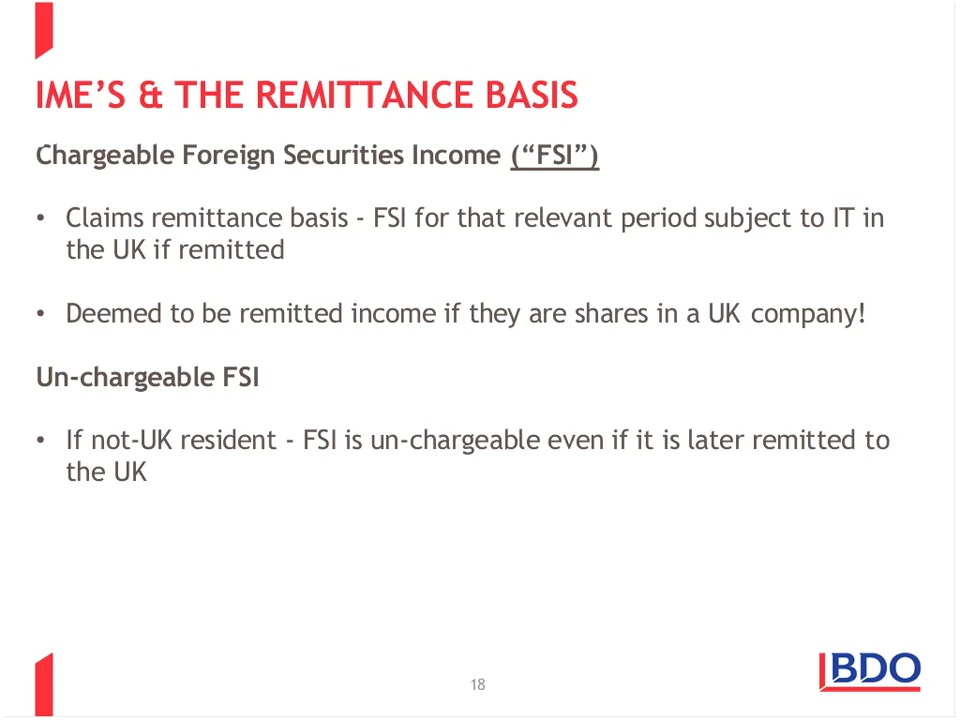 IME’S & THE REMITTANCE BASIS
Chargeable Foreign Securities Income (“FSI”)
• Claims remittance basis - FSI for that relevant period subject to IT in
the UK if remitted
• Deemed to be remitted income if they are shares in a UK company!
Un-chargeable FSI
• If not-UK resident - FSI is un-chargeable even if it is later remitted to
the UK
18
BDO